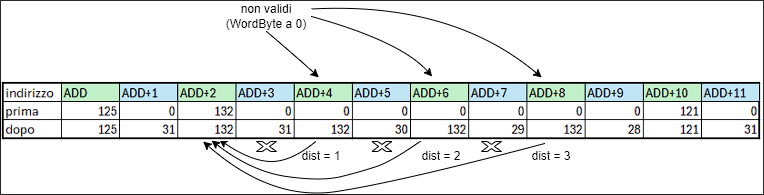 non validi
(WordByte a 0)
indirizzo ADD ADD+1 ADD+2 ADD+3 ADD+4 ADD+5 ADD+6 ADD+7 ADD+8 ADD+9 ADD+10 ADD+11
prima 125 0 132 0 0 0 0 0 0 0 121 0
dopo 125 31 132 31 132 30 132 29 132 28 121 31
dist = 1 dist = 2 dist = 3